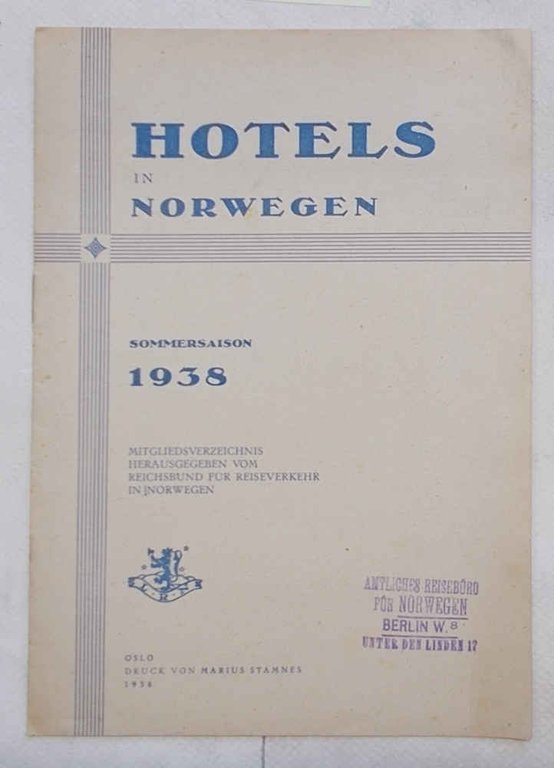 HOTELS
IN
NORWEGEN
SOMMERSAISON
1938
MITGLIEDSVERZEICHNIS
HERAUSGEGEBEN VOM
REICHSBUND FÜR REISEVERKEHR
IN NORWEGEN
L R N
AMTLICHES REISEBÜRO
FÜR NORWEGEN
BERLIN W. 8
UNTER DEN LINDEN 17
OSLO
DRUCK VON MARIUS STAMNES
1938